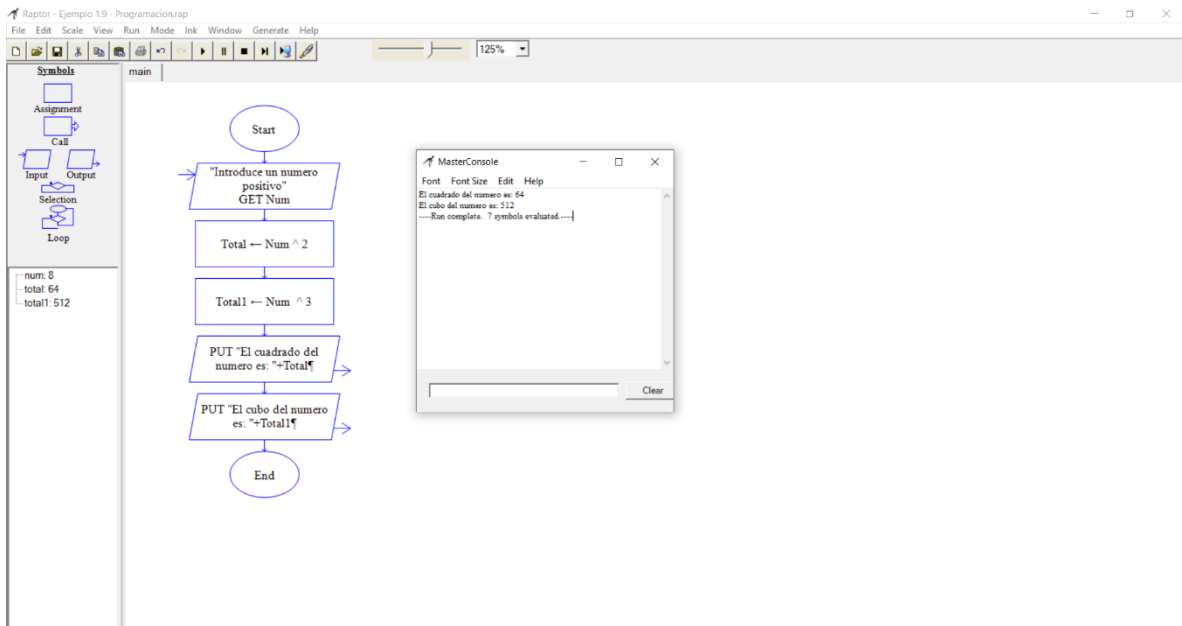 Raptor - Ejemplo 1.9 - Programacion.rap
File Edit Scale View Run Mode Ink Window Generate Help
125%
Symbols
Assignment
Call
Input Output
Selection
Loop
num: 8
total: 64
total1: 512
main
Start
"Introduce un numero
positivo"
GET Num
Total ← Num ^ 2
Total1 ← Num ^ 3
PUT "El cuadrado del
numero es: "+Total¶
PUT "El cubo del numero
es: "+Total1¶
End
MasterConsole
Font Font Size Edit Help
El cuadrado del numero es: 64
El cubo del numero es: 512
----Run complete. 7 symbols evaluated.----
Clear